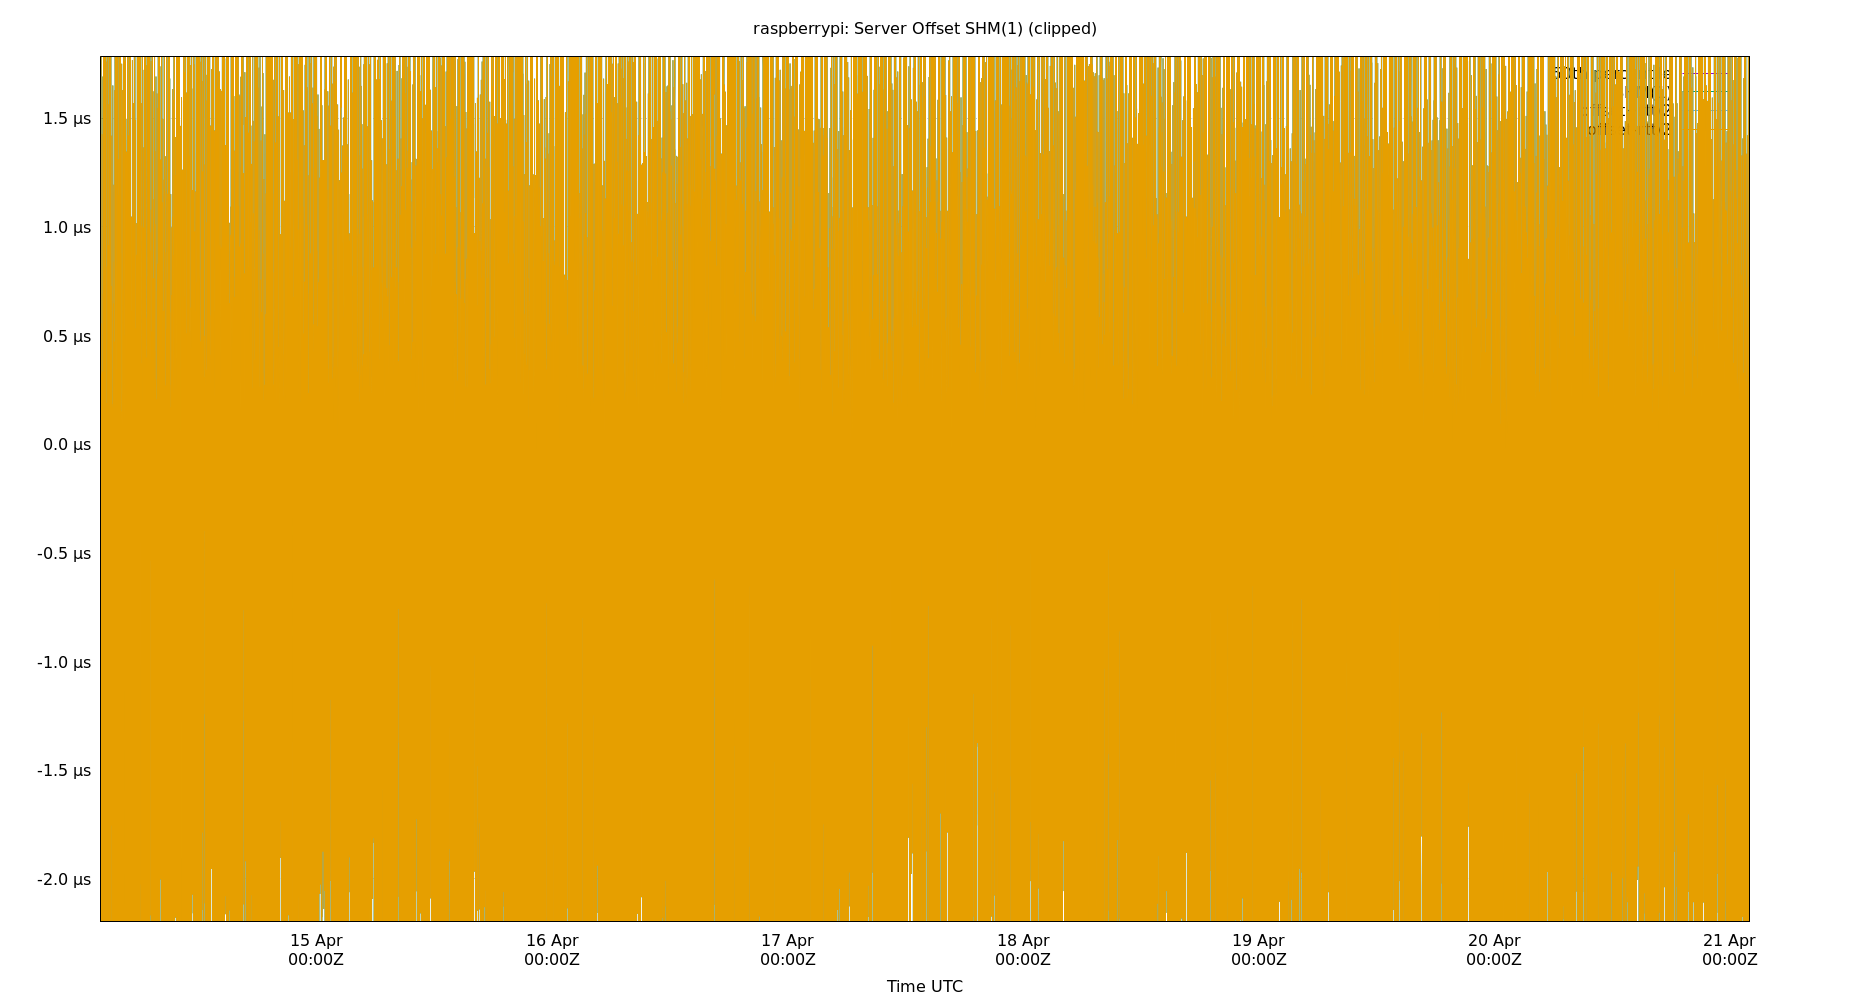 raspberrypi: Server Offset SHM(1) (clipped)
1.5 µs
1.0 µs
0.5 µs
0.0 µs
-0.5 µs
-1.0 µs
-1.5 µs
-2.0 µs
15 Apr
00:00Z
16 Apr
00:00Z
17 Apr
00:00Z
18 Apr
00:00Z
19 Apr
00:00Z
20 Apr
00:00Z
21 Apr
00:00Z
Time UTC